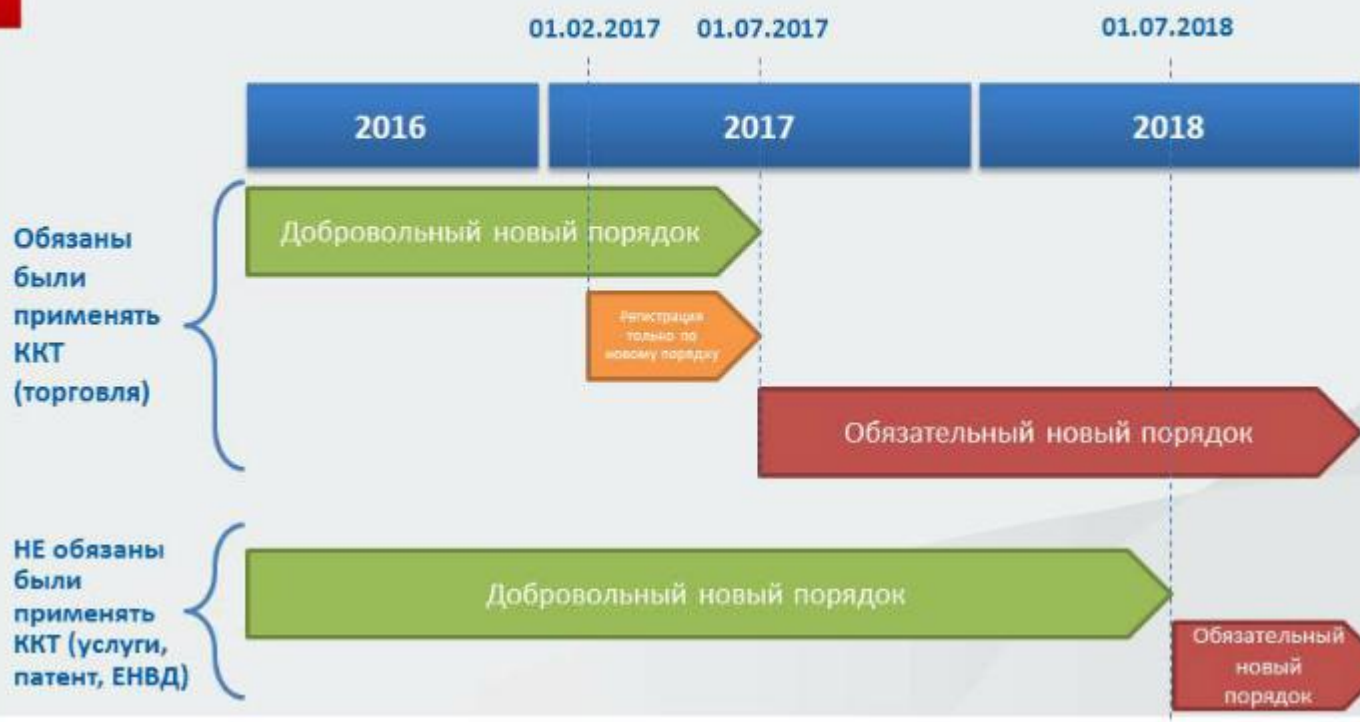 01.02.2017 01.07.2017 01.07.2018
2016 2017 2018
Обязаны
были
применять
ККТ
(торговля)
Добровольный новый порядок
Регистрация
только по
новому порядку
Обязательный новый порядок
НЕ обязаны
были
применять
ККТ (услуги,
патент, ЕНВД)
Добровольный новый порядок
Обязательный
новый
порядок